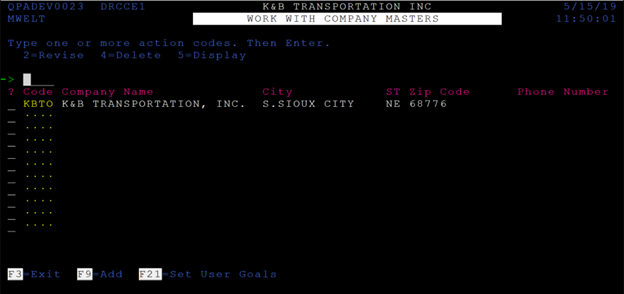 QPADEV0023 DRCCE1 K&B TRANSPORTATION INC 5/15/19
MWELT WORK WITH COMPANY MASTERS 11:50:01
Type one or more action codes. Then Enter.
2=Revise 4=Delete 5=Display
->
? Code Company Name City ST Zip Code Phone Number
_ KBTO K&B TRANSPORTATION, INC. S.SIOUX CITY NE 68776
_ ....
_ ....
_ ....
_ ....
_ ....
_ ....
_ ....
_ ....
_ ....
_ ....
F3=Exit F9=Add F21=Set User Goals